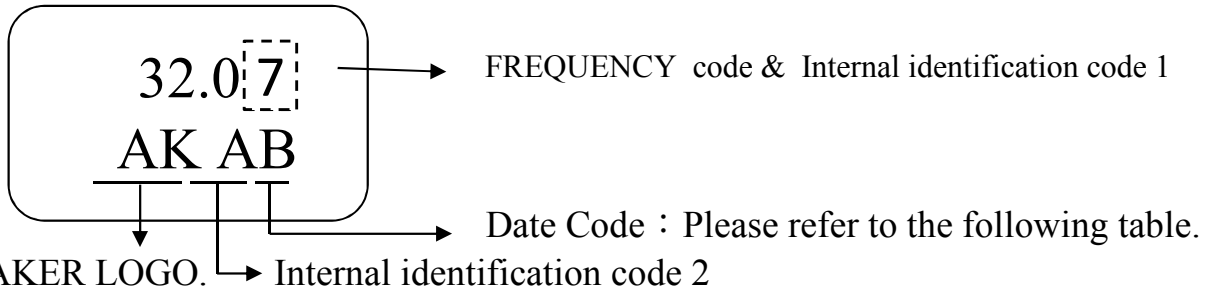 32.07
FREQUENCY code & Internal identification code 1
AK AB
Date Code：Please refer to the following table.
AKER LOGO.
Internal identification code 2